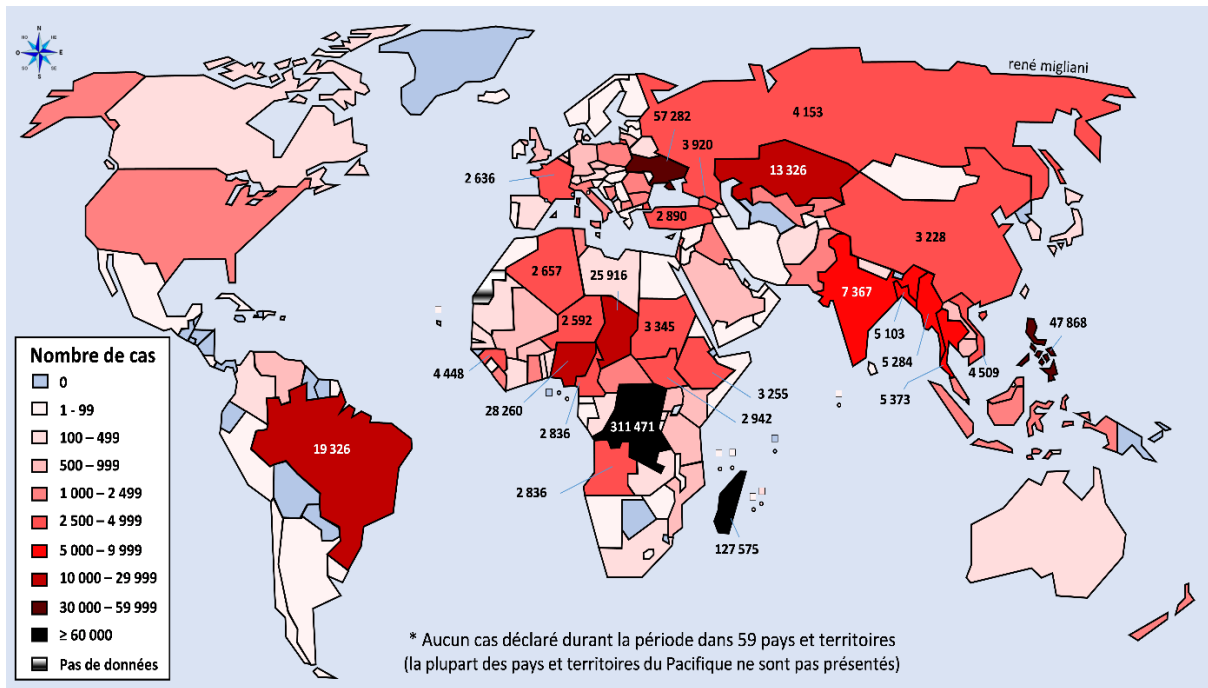 N
NO
NE
O
E
SO
SE
S
rené migliani
57 282
4 153
3 920
13 326
2 636
2 890
3 228
2 657
25 916
7 367
2 592
3 345
47 868
5 103
5 284
4 448
4 509
3 255
5 373
28 260
2 942
2 836
311 471
19 326
2 836
127 575
Nombre de cas
0
1 - 99
100 – 499
500 – 999
1 000 – 2 499
2 500 – 4 999
5 000 – 9 999
10 000 – 29 999
30 000 – 59 999
≥ 60 000
Pas de données
* Aucun cas déclaré durant la période dans 59 pays et territoires
(la plupart des pays et territoires du Pacifique ne sont pas présentés)